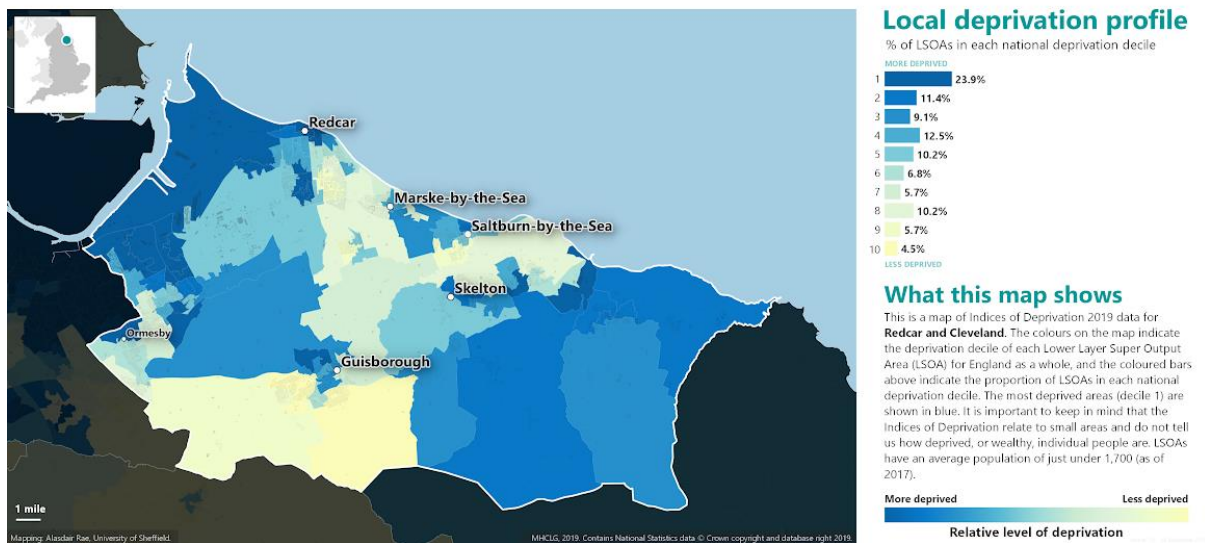 Local deprivation profile
% of LSOAs in each national deprivation decile
MORE DEPRIVED
1 23.9%
2 11.4%
3 9.1%
4 12.5%
5 10.2%
6 6.8%
7 5.7%
8 10.2%
9 5.7%
10 4.5%
LESS DEPRIVED
What this map shows
This is a map of Indices of Deprivation 2019 data for
Redcar and Cleveland. The colours on the map indicate
the deprivation decile of each Lower Layer Super Output
Area (LSOA) for England as a whole, and the coloured bars
above indicate the proportion of LSOAs in each national
deprivation decile. The most deprived areas (decile 1) are
shown in blue. It is important to keep in mind that the
Indices of Deprivation relate to small areas and do not tell
us how deprived, or wealthy, individual people are. LSOAs
have an average population of just under 1,700 (as of
2017).
More deprived Less deprived
Relative level of deprivation
Redcar
Marske-by-the-Sea
Saltburn-by-the-Sea
Skelton
Ormesby
Guisborough
1 mile
Mapping: Alasdair Rae, University of Sheffield.
MHCLG, 2019. Contains National Statistics data © Crown copyright and database right 2019.